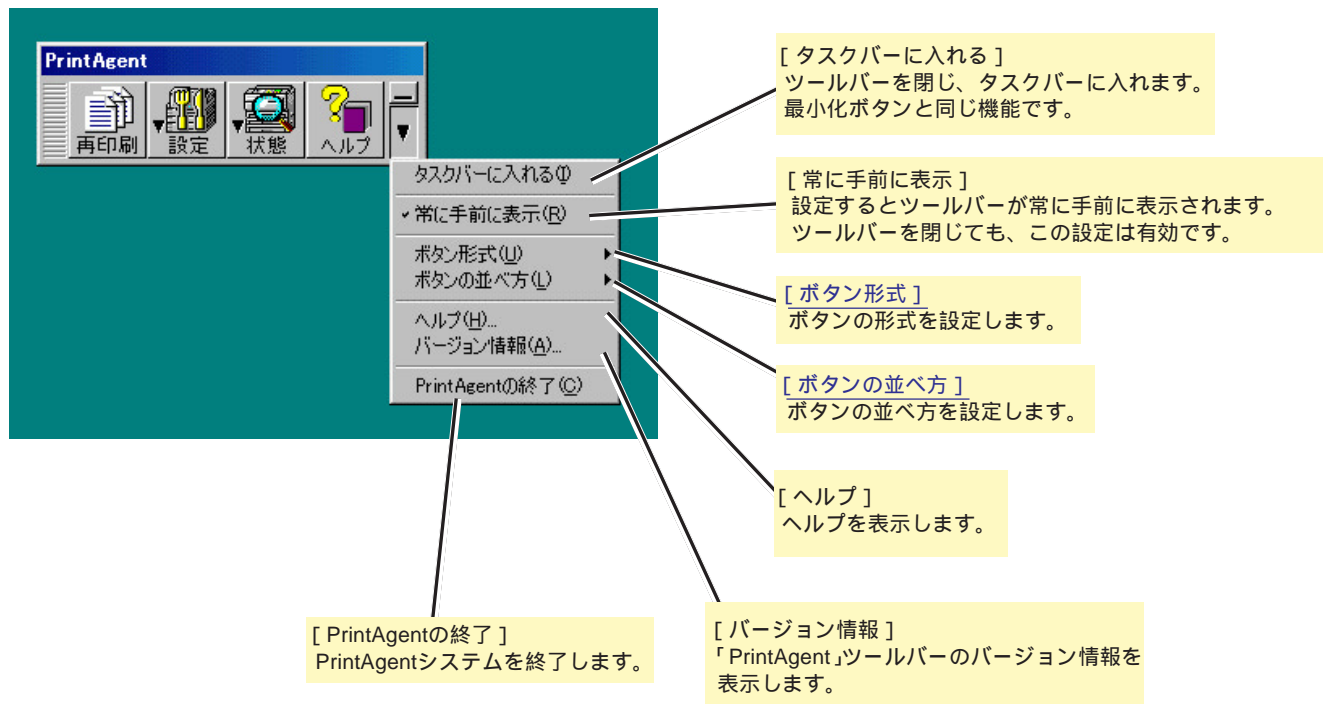 PrintAgent
再印刷 設定 状態 ヘルプ
タスクバーに入れる(I)
常に手前に表示(R)
ボタン形式(U)
ボタンの並べ方(L)
ヘルプ(H)...
バージョン情報(A)...
PrintAgentの終了(C)
[ タスクバーに入れる ]
ツールバーを閉じ、タスクバーに入れます。
最小化ボタンと同じ機能です。
[ 常に手前に表示 ]
設定するとツールバーが常に手前に表示されます。
ツールバーを閉じても、この設定は有効です。
[ ボタン形式 ]
ボタンの形式を設定します。
[ ボタンの並べ方 ]
ボタンの並べ方を設定します。
[ ヘルプ ]
ヘルプを表示します。
[ バージョン情報 ]
「PrintAgent」ツールバーのバージョン情報を
表示します。
[ PrintAgentの終了 ]
PrintAgentシステムを終了します。